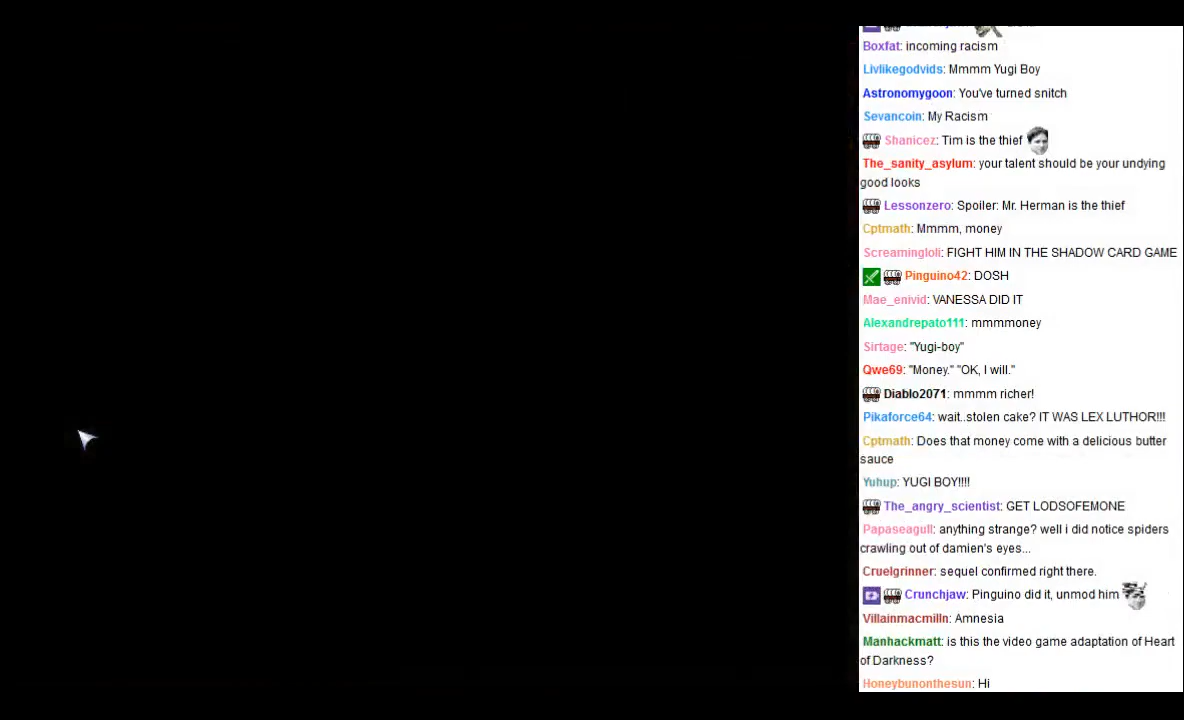 Boxfat: incoming racism
Livlikegodvids: Mmmm Yugi Boy
Astronomygoon: You've turned snitch
Sevancoin: My Racism
Shanicez: Tim is the thief
The_sanity_asylum: your talent should be your undying
good looks
Lessonzero: Spoiler: Mr. Herman is the thief
Cptmath: Mmmm, money
Screamingloli: FIGHT HIM IN THE SHADOW CARD GAME
Pinguino42: DOSH
Mae_enivid: VANESSA DID IT
Alexandrepato111: mmmmoney
Sirtage: "Yugi-boy"
Qwe69: "Money." "OK, I will."
Diablo2071: mmmm richer!
Pikaforce64: wait..stolen cake? IT WAS LEX LUTHOR!!!
Cptmath: Does that money come with a delicious butter
sauce
Yuhup: YUGI BOY!!!!
The_angry_scientist: GET LODSOFEMONE
Papaseagull: anything strange? well i did notice spiders
crawling out of damien's eyes...
Cruelgrinner: sequel confirmed right there.
Crunchjaw: Pinguino did it, unmod him
Villainmacmilln: Amnesia
Manhackmatt: is this the video game adaptation of Heart
of Darkness?
Honeybunonthesun: Hi